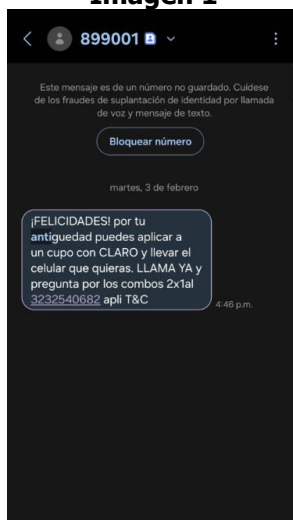 Imagen 1
899001
Este mensaje es de un número no guardado. Cuídese
de los fraudes de suplantación de identidad por llamada
de voz y mensaje de texto.
Bloquear número
martes, 3 de febrero
¡FELICIDADES! por tu
antiguedad puedes aplicar a
un cupo con CLARO y llevar el
celular que quieras. LLAMA YA y
pregunta por los combos 2x1al
3232540682 apli T&C
4:46 p.m.